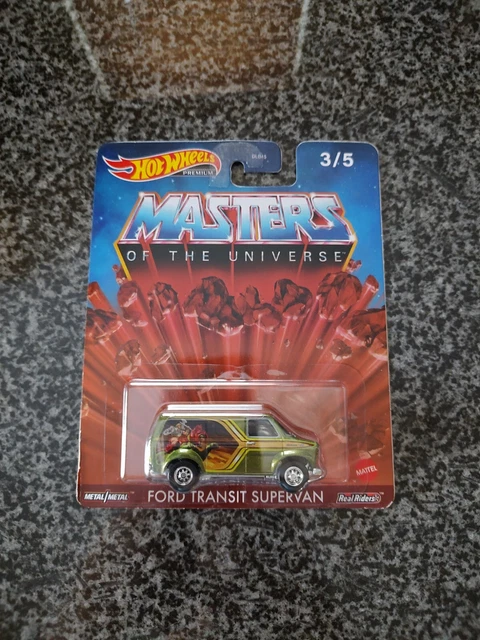 HOT WHEELS
PREMIUM
3/5
MASTERS
OF THE UNIVERSE
MATTEL
METAL/METAL
FORD TRANSIT SUPERVAN
Real Riders